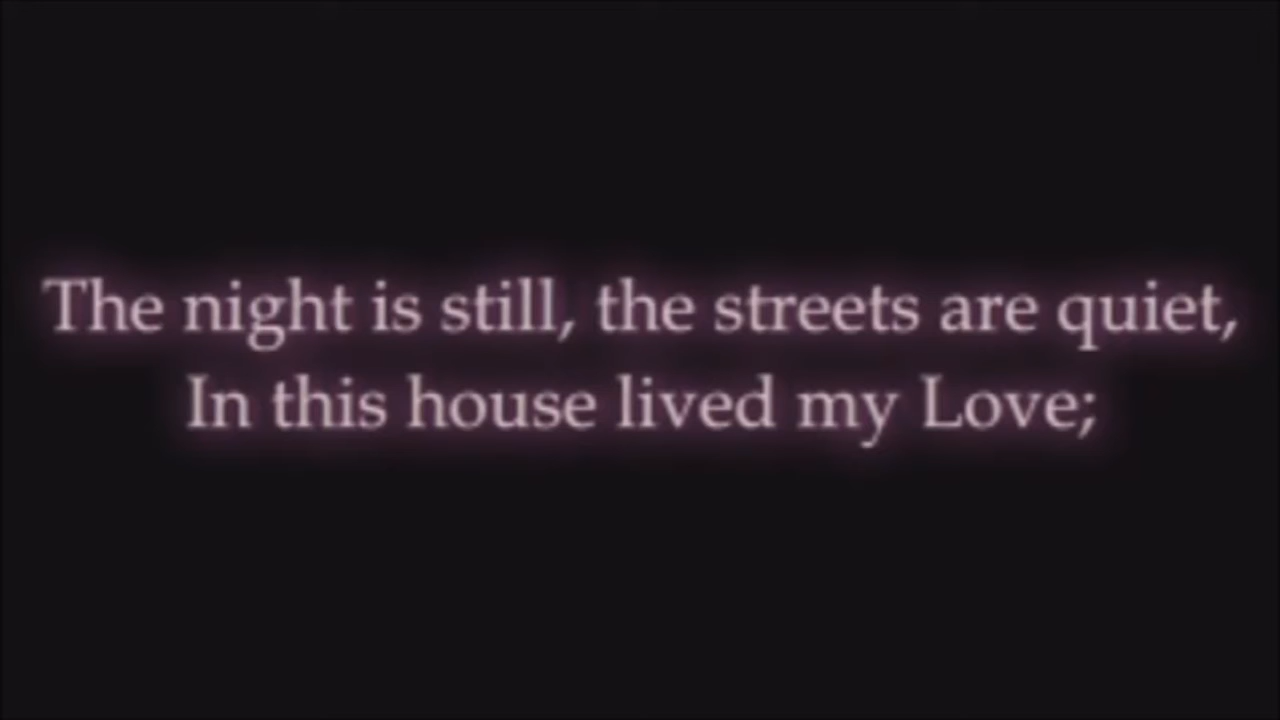 The night is still, the streets are quiet,
In this house lived my Love;